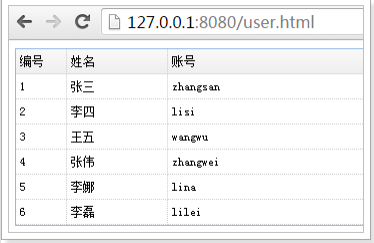 127.0.0.1:8080/user.html
编号 姓名 账号
1 张三 zhangsan
2 李四 lisi
3 王五 wangwu
4 张伟 zhangwei
5 李娜 lina
6 李磊 lilei